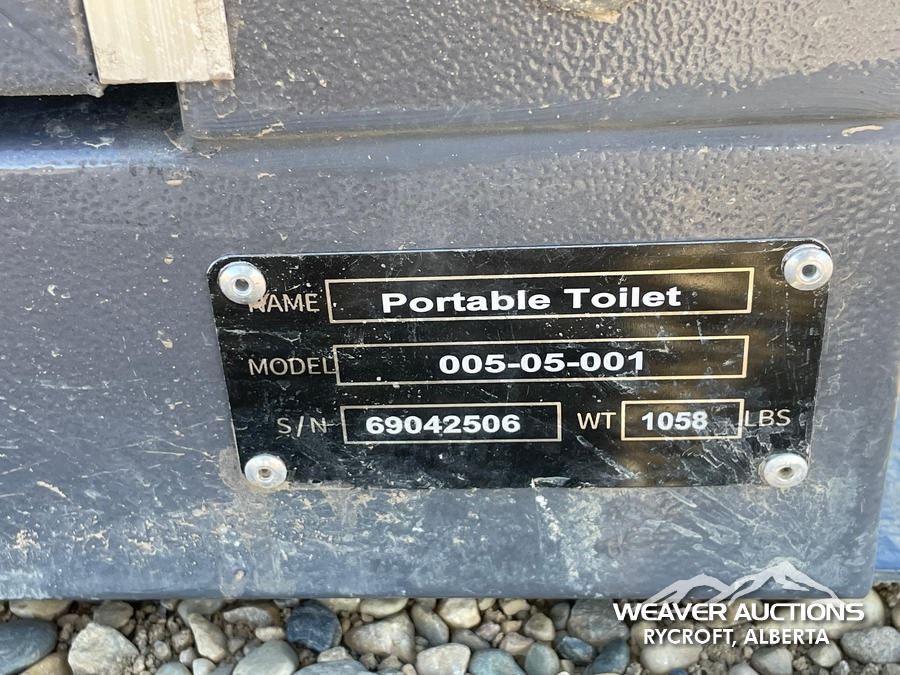 NAME Portable Toilet
MODEL 005-05-001
S/N 69042506 WT 1058 LBS
WEAVER AUCTIONS
RYCROFT, ALBERTA